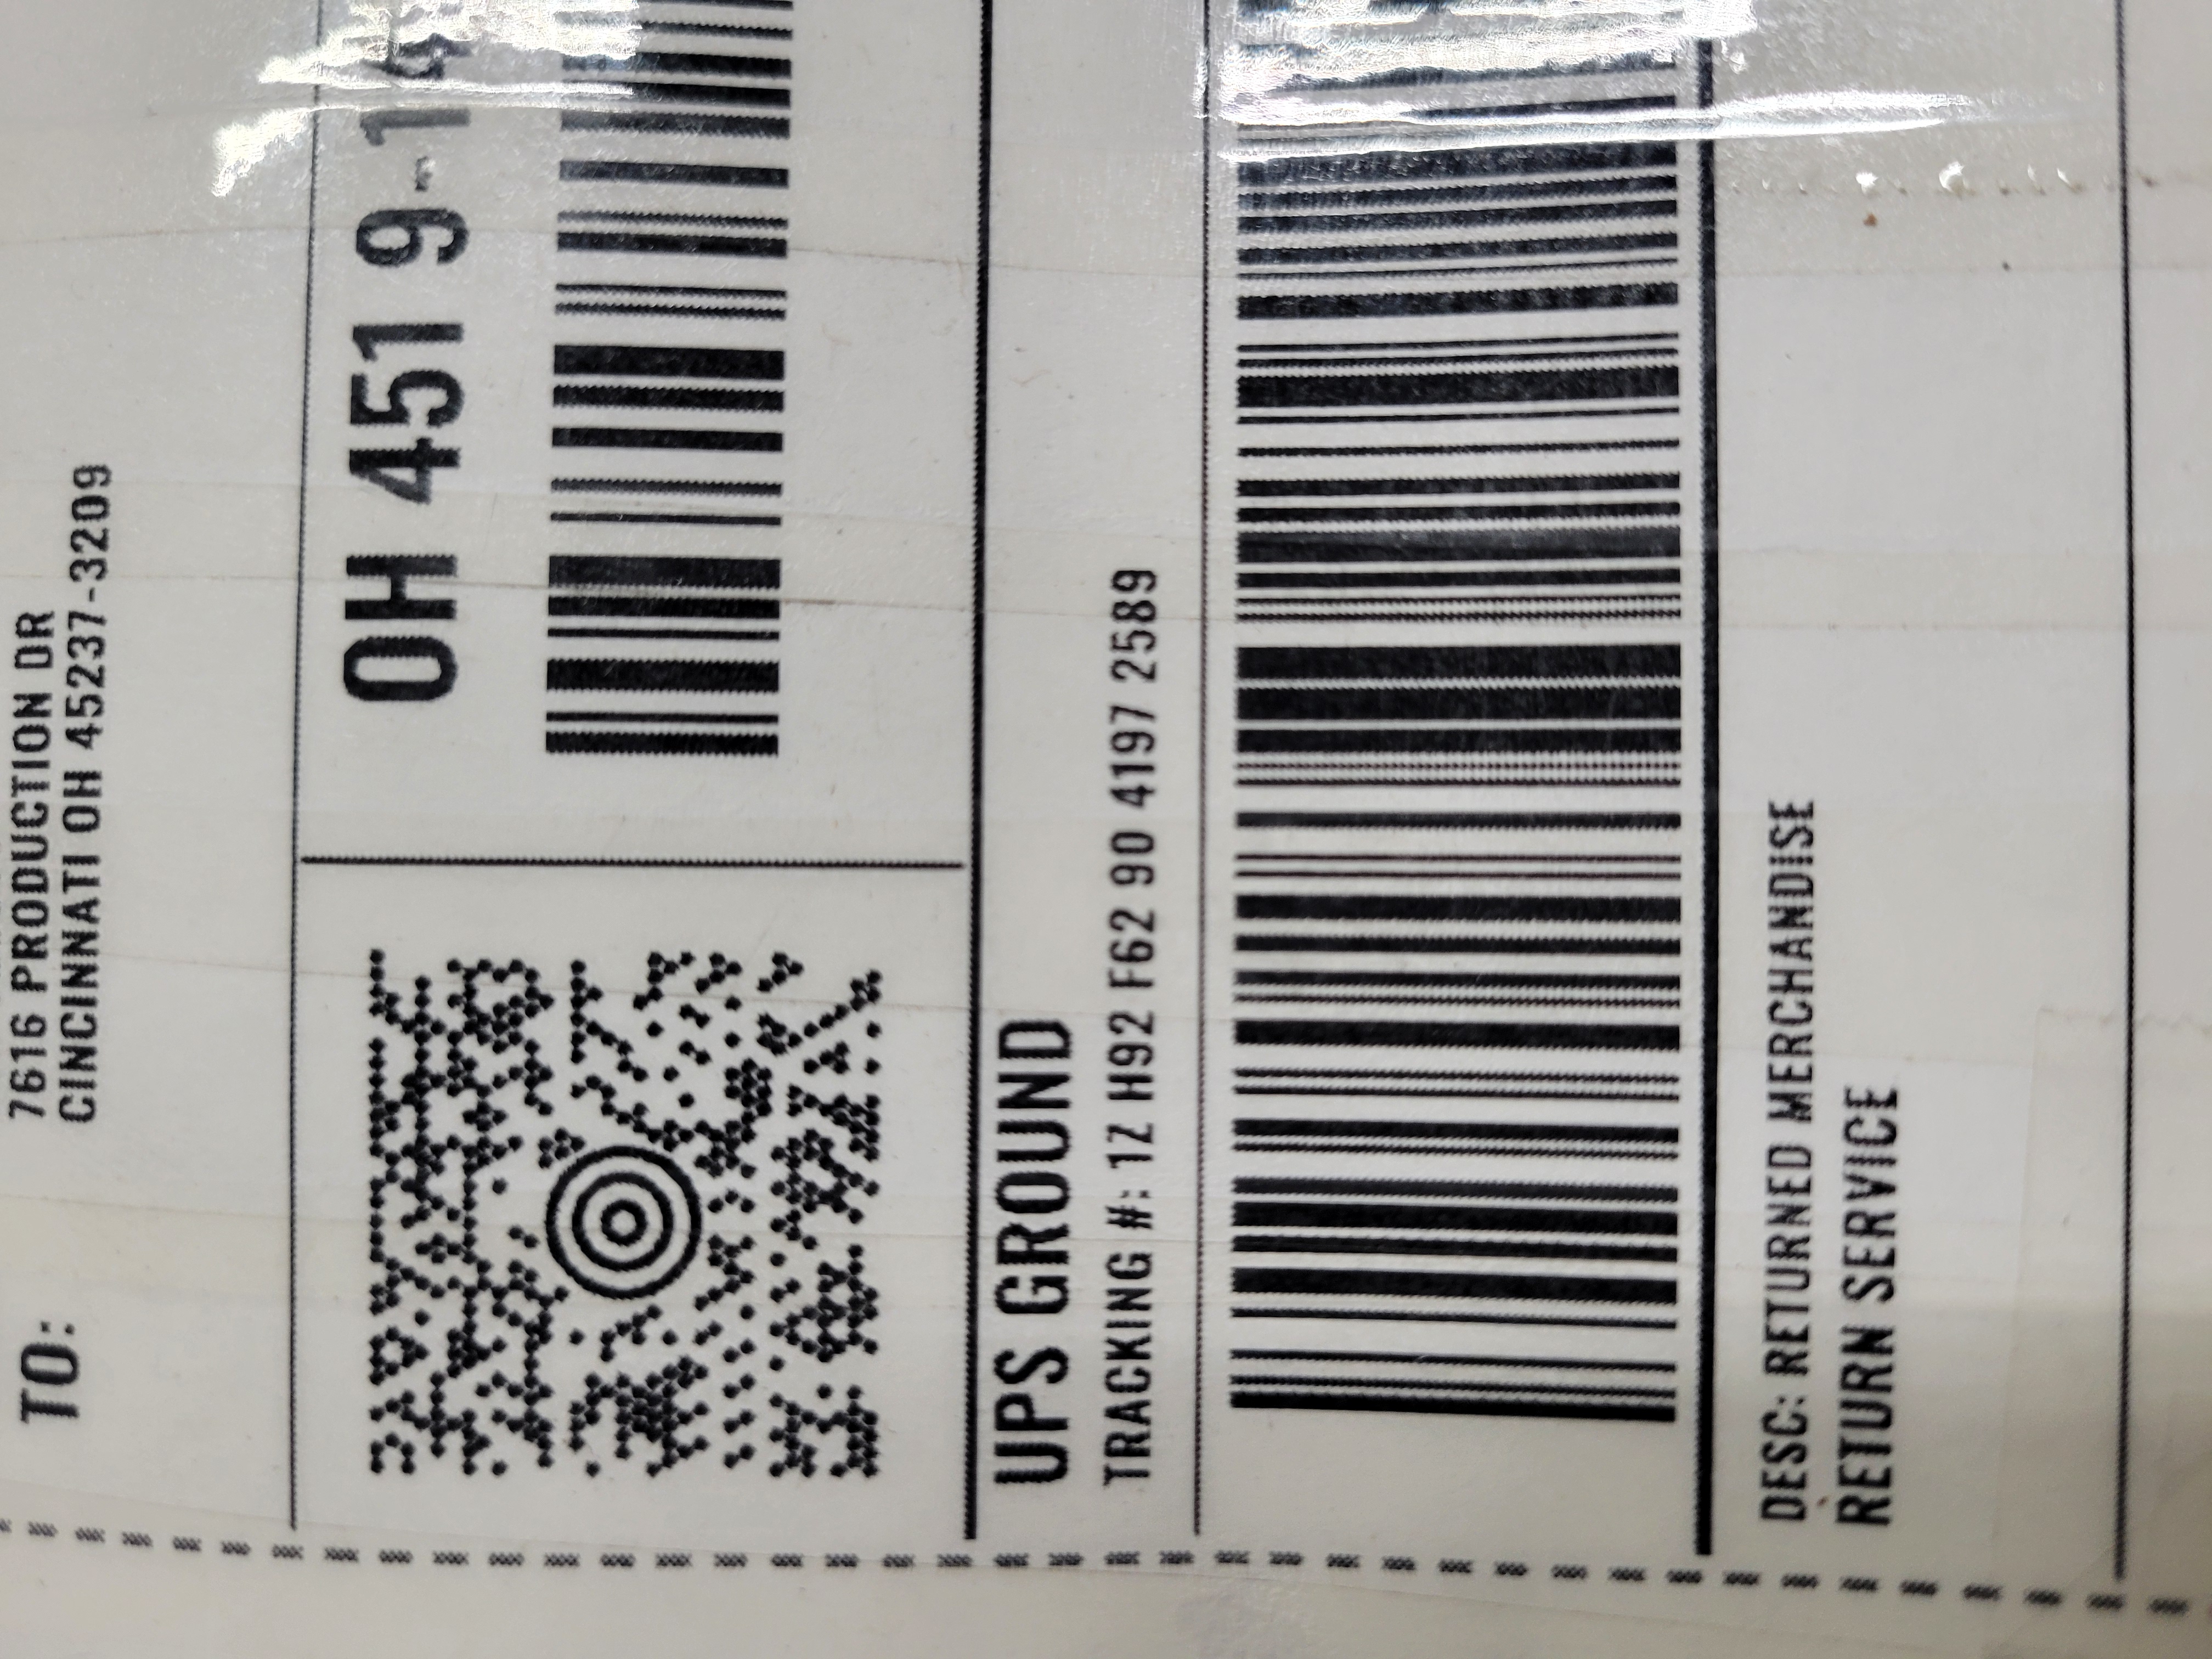 TO:
7616 PRODUCTION DR
CINCINNATI OH 45237-3209
OH 451 9-
UPS GROUND
TRACKING #: 1Z H92 F62 90 4197 2589
DESC: RETURNED MERCHANDISE
RETURN SERVICE